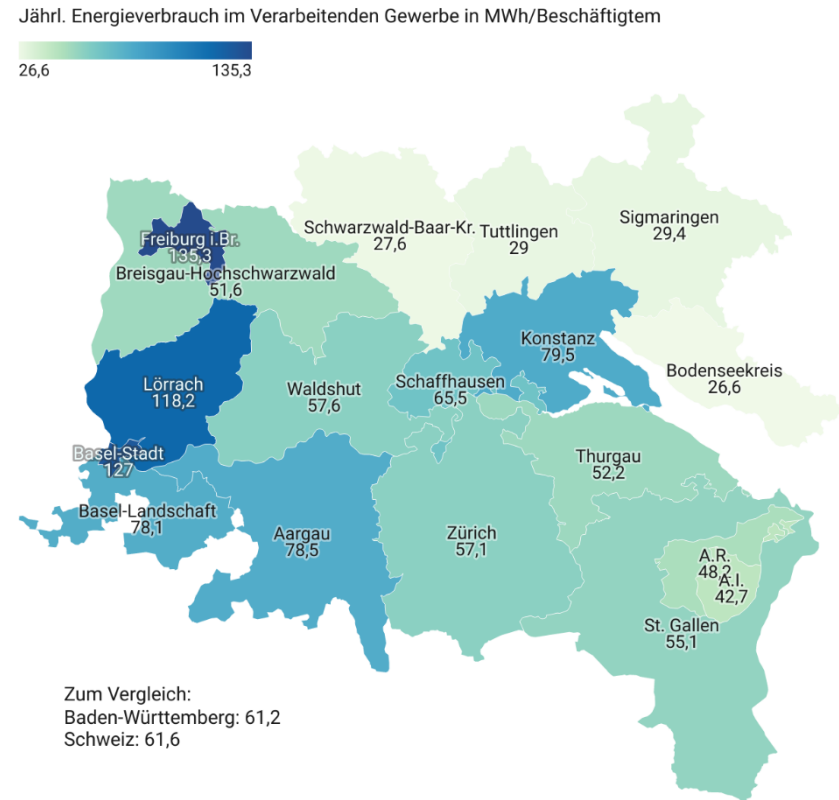 Jährl. Energieverbrauch im Verarbeitenden Gewerbe in MWh/Beschäftigtem
26,6
135,3
Schwarzwald-Baar-Kr.
27,6
Tuttlingen
29
Sigmaringen
29,4
Freiburg i.Br.
135,3
Breisgau-Hochschwarzwald
51,6
Konstanz
79,5
Bodenseekreis
26,6
Lörrach
118,2
Waldshut
57,6
Schaffhausen
65,5
Basel-Stadt
127
Thurgau
52,2
Basel-Landschaft
78,1
Aargau
78,5
Zürich
57,1
A.R.
48,2
A.I.
42,7
St. Gallen
55,1
Zum Vergleich:
Baden-Württemberg: 61,2
Schweiz: 61,6